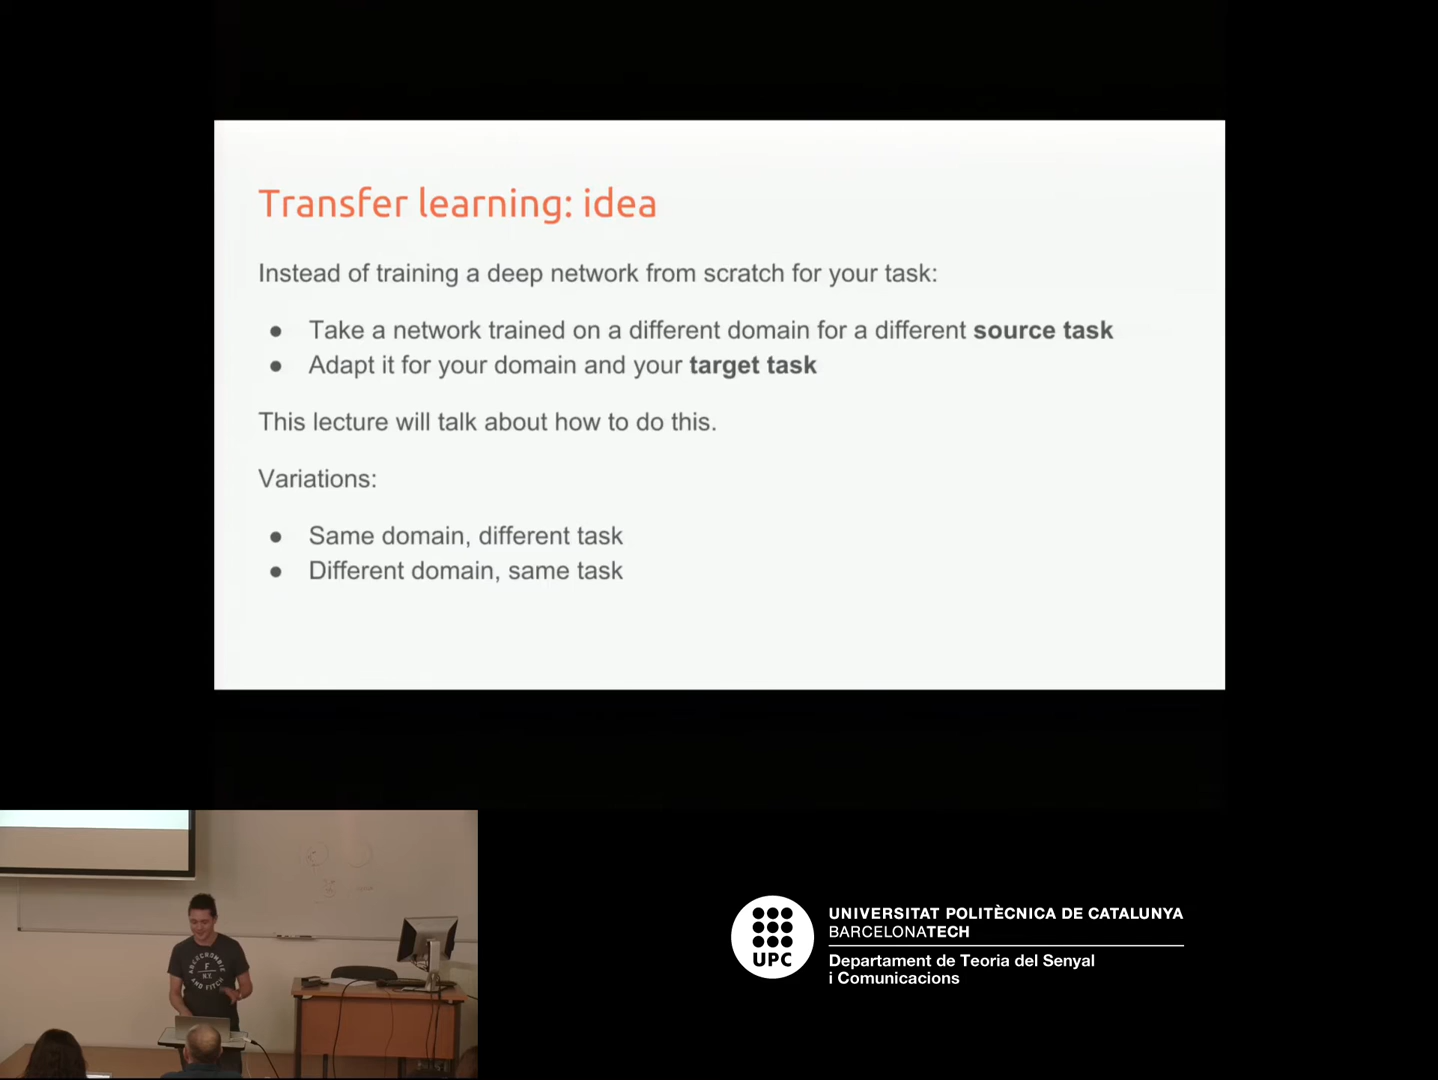 Transfer learning: idea
Instead of training a deep network from scratch for your task:
● Take a network trained on a different domain for a different source task
● Adapt it for your domain and your target task
This lecture will talk about how to do this.
Variations:
● Same domain, different task
● Different domain, same task
ABERCROMBIE
F
N.Y.
AND FITCH
UPC
UNIVERSITAT POLITÈCNICA DE CATALUNYA
BARCELONATECH
Departament de Teoria del Senyal
i Comunicacions